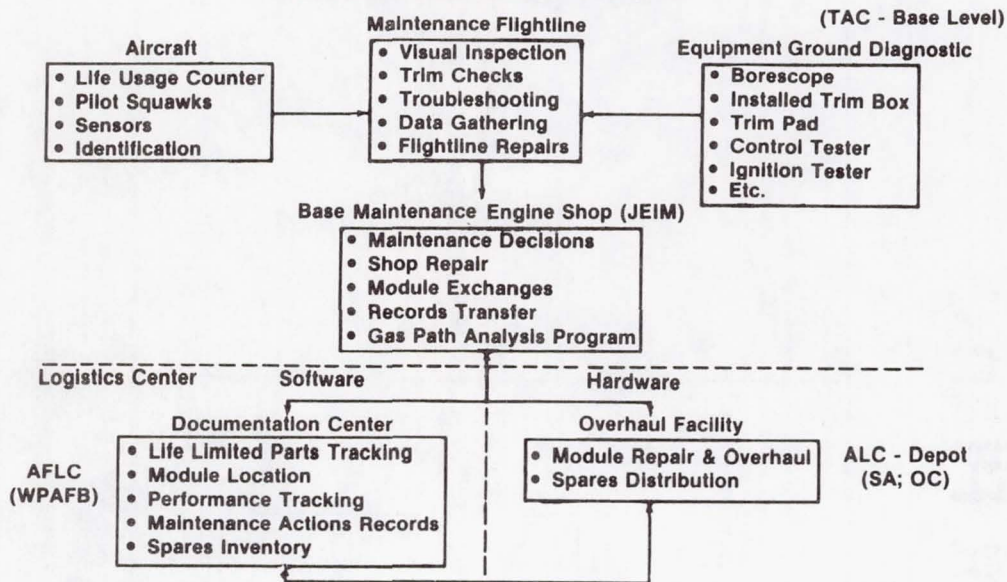 (TAC - Base Level)
Aircraft
• Life Usage Counter
• Pilot Squawks
• Sensors
• Identification
Maintenance Flightline
• Visual Inspection
• Trim Checks
• Troubleshooting
• Data Gathering
• Flightline Repairs
Equipment Ground Diagnostic
• Borescope
• Installed Trim Box
• Trim Pad
• Control Tester
• Ignition Tester
• Etc.
Base Maintenance Engine Shop (JEIM)
• Maintenance Decisions
• Shop Repair
• Module Exchanges
• Records Transfer
• Gas Path Analysis Program
Logistics Center
Software
Hardware
AFLC
(WPAFB)
Documentation Center
• Life Limited Parts Tracking
• Module Location
• Performance Tracking
• Maintenance Actions Records
• Spares Inventory
Overhaul Facility
• Module Repair & Overhaul
• Spares Distribution
ALC - Depot
(SA; OC)